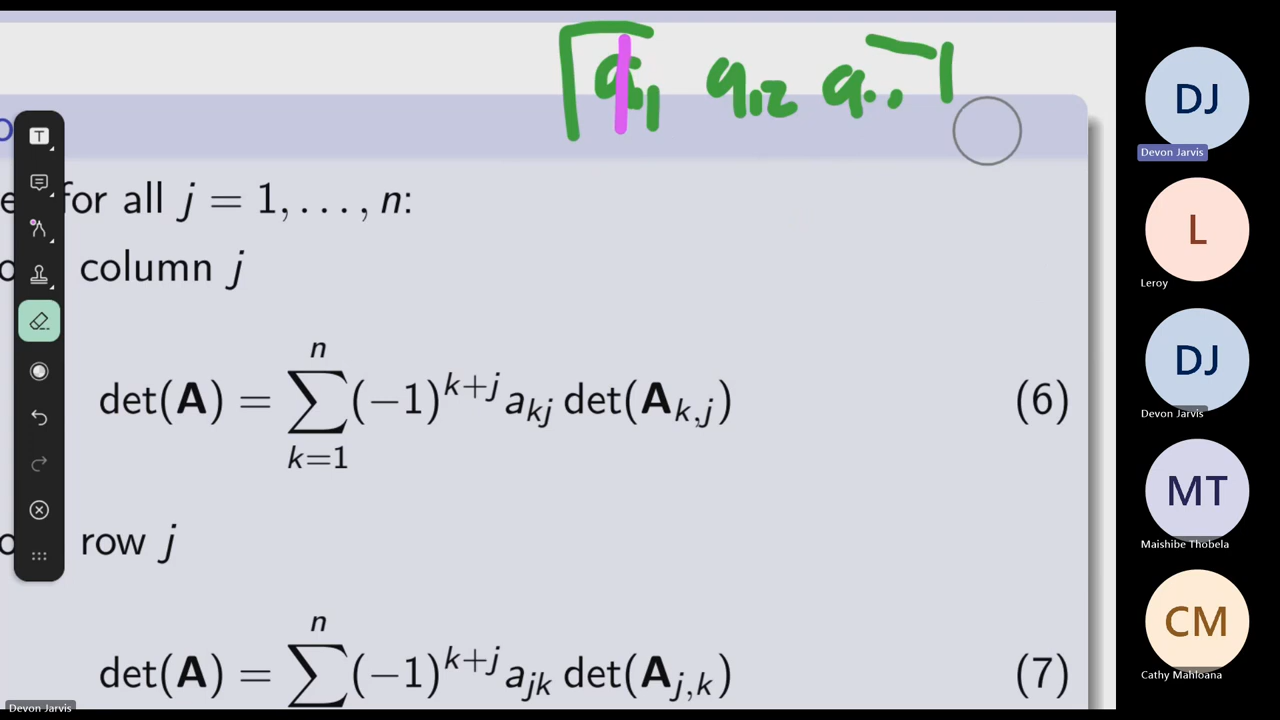 a11 a12 a..
for all j = 1, . . . , n:
column j
det(A) = ∑_{k=1}^{n} (−1)^{k+j} a_{kj} det(A_{k,j}) (6)
row j
det(A) = ∑^{n} (−1)^{k+j} a_{jk} det(A_{j,k}) (7)
T
DJ
Devon Jarvis
L
Leroy
DJ
Devon Jarvis
MT
Maishibe Thobela
CM
Cathy Mahloana
Devon Jarvis